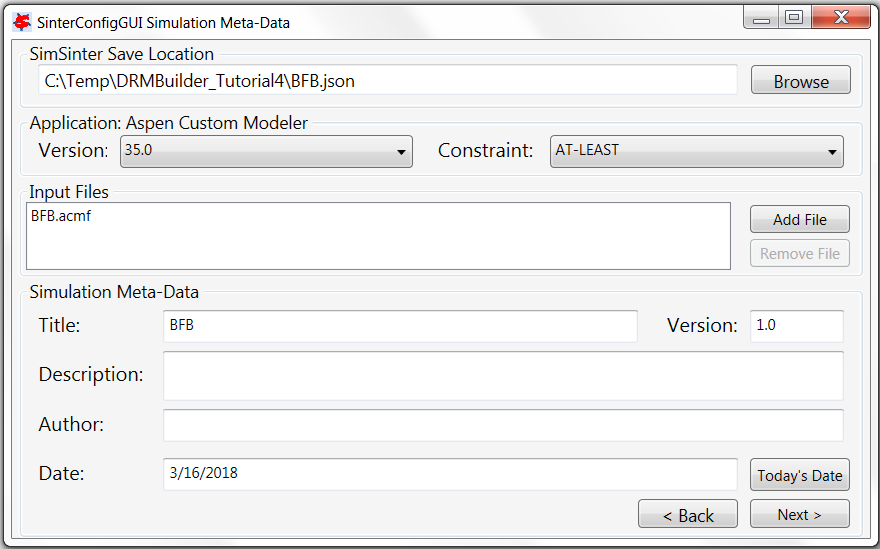 SinterConfigGUI Simulation Meta-Data
SimSinter Save Location
C:\Temp\DRMBuilder_Tutorial4\BFB.json
Browse
Application: Aspen Custom Modeler
Version: 35.0 Constraint: AT-LEAST
Input Files
BFB.acmf
Add File
Remove File
Simulation Meta-Data
Title: BFB Version: 1.0
Description:
Author:
Date: 3/16/2018 Today's Date
< Back Next >